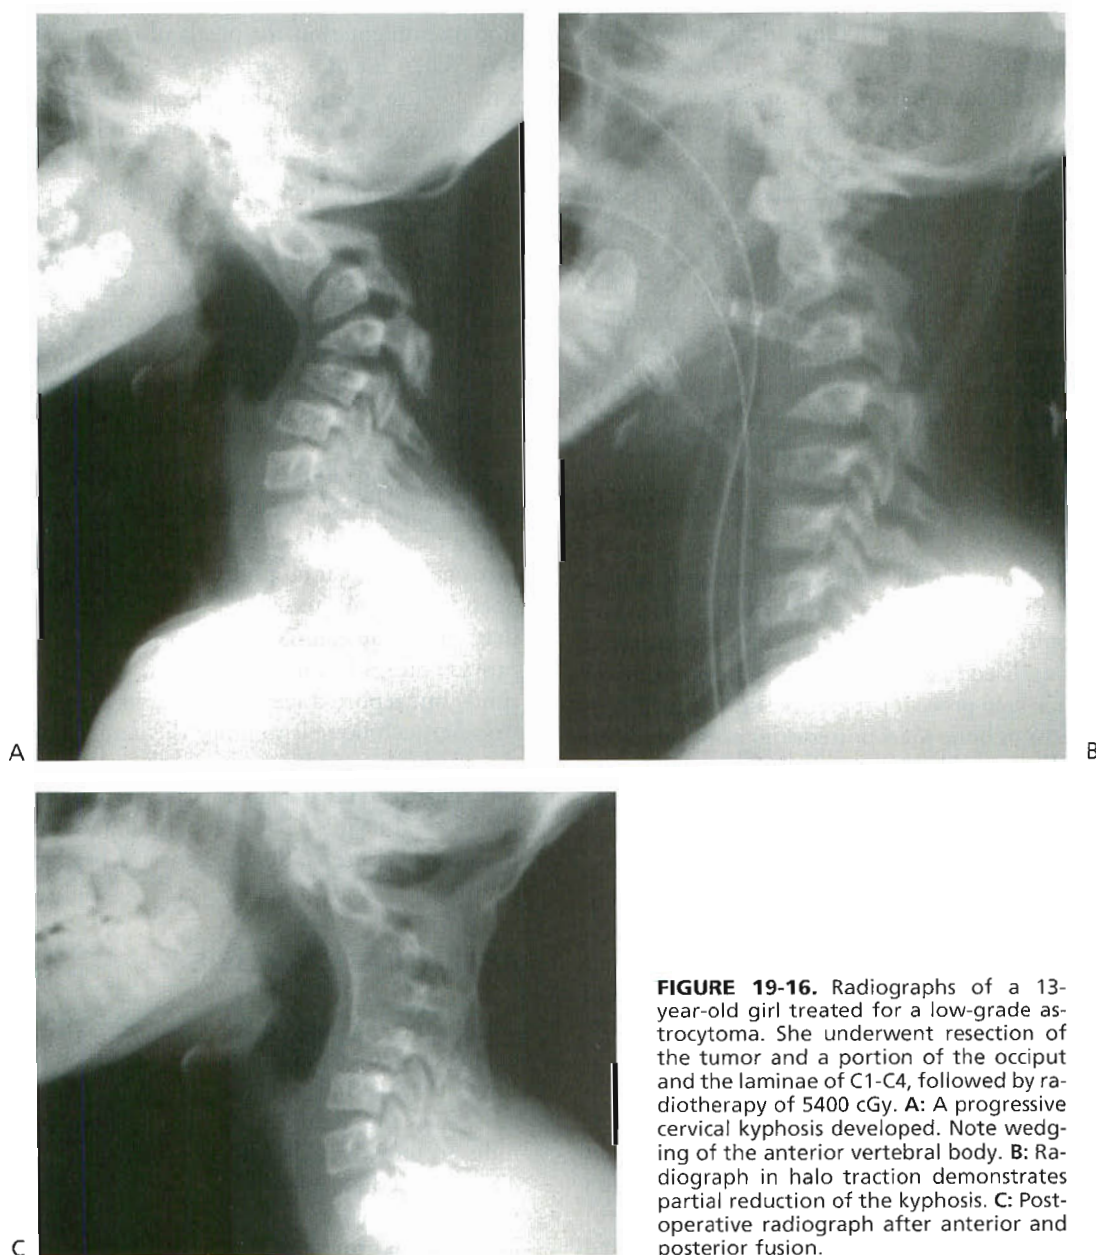 A
B
C
FIGURE 19-16. Radiographs of a 13-
year-old girl treated for a low-grade as-
trocytoma. She underwent resection of
the tumor and a portion of the occiput
and the laminae of C1-C4, followed by ra-
diotherapy of 5400 cGy. A: A progressive
cervical kyphosis developed. Note wedg-
ing of the anterior vertebral body. B: Ra-
diograph in halo traction demonstrates
partial reduction of the kyphosis. C: Post-
operative radiograph after anterior and
posterior fusion.